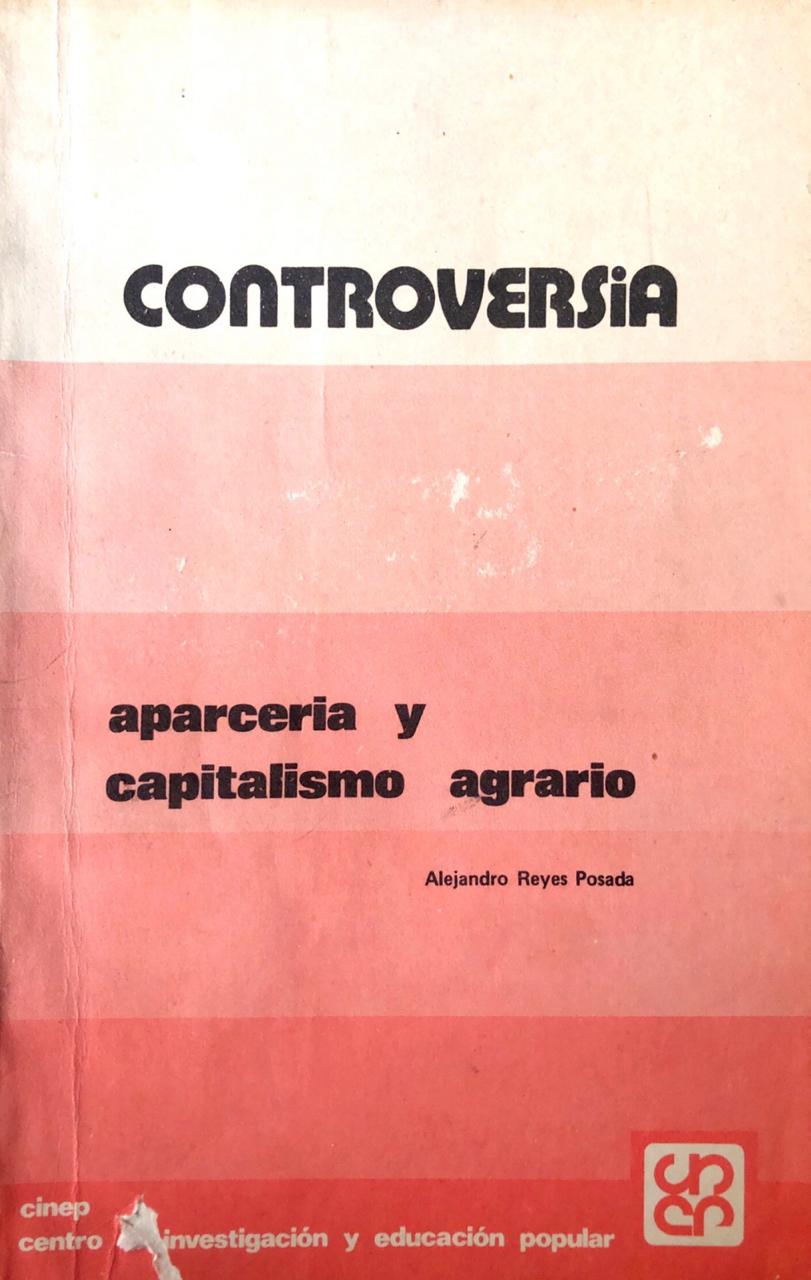 CONTROVERSiA
aparceria y
capitalismo agrario
Alejandro Reyes Posada
cinep
centro investigación y educación popular